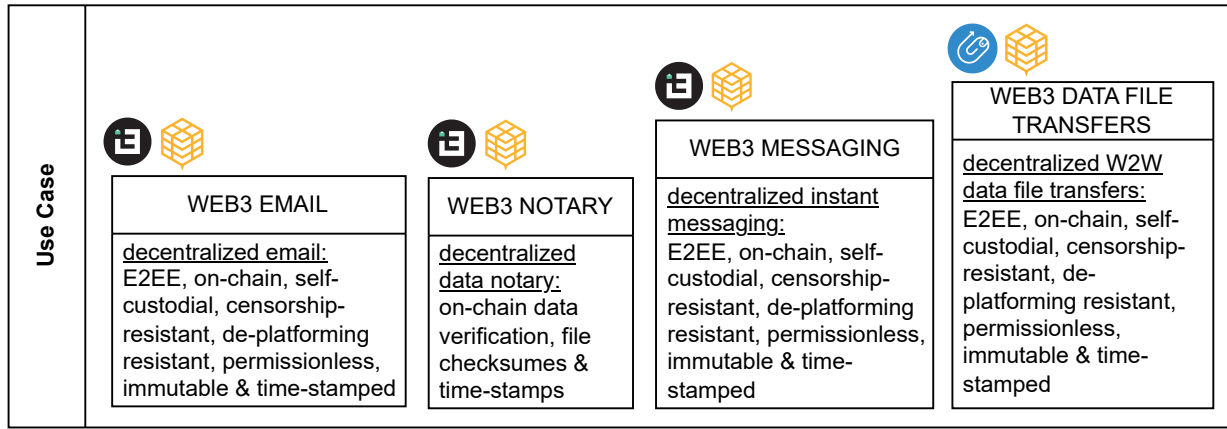 Use Case
WEB3 EMAIL
decentralized email:
E2EE, on-chain, self-
custodial, censorship-
resistant, de-platforming
resistant, permissionless,
immutable & time-stamped
WEB3 NOTARY
decentralized
data notary:
on-chain data
verification, file
checksumes &
time-stamps
WEB3 MESSAGING
decentralized instant
messaging:
E2EE, on-chain, self-
custodial, censorship-
resistant, de-platforming
resistant, permissionless,
immutable & time-
stamped
WEB3 DATA FILE
TRANSFERS
decentralized W2W
data file transfers:
E2EE, on-chain, self-
custodial, censorship-
resistant, de-
platforming resistant,
permissionless,
immutable & time-
stamped